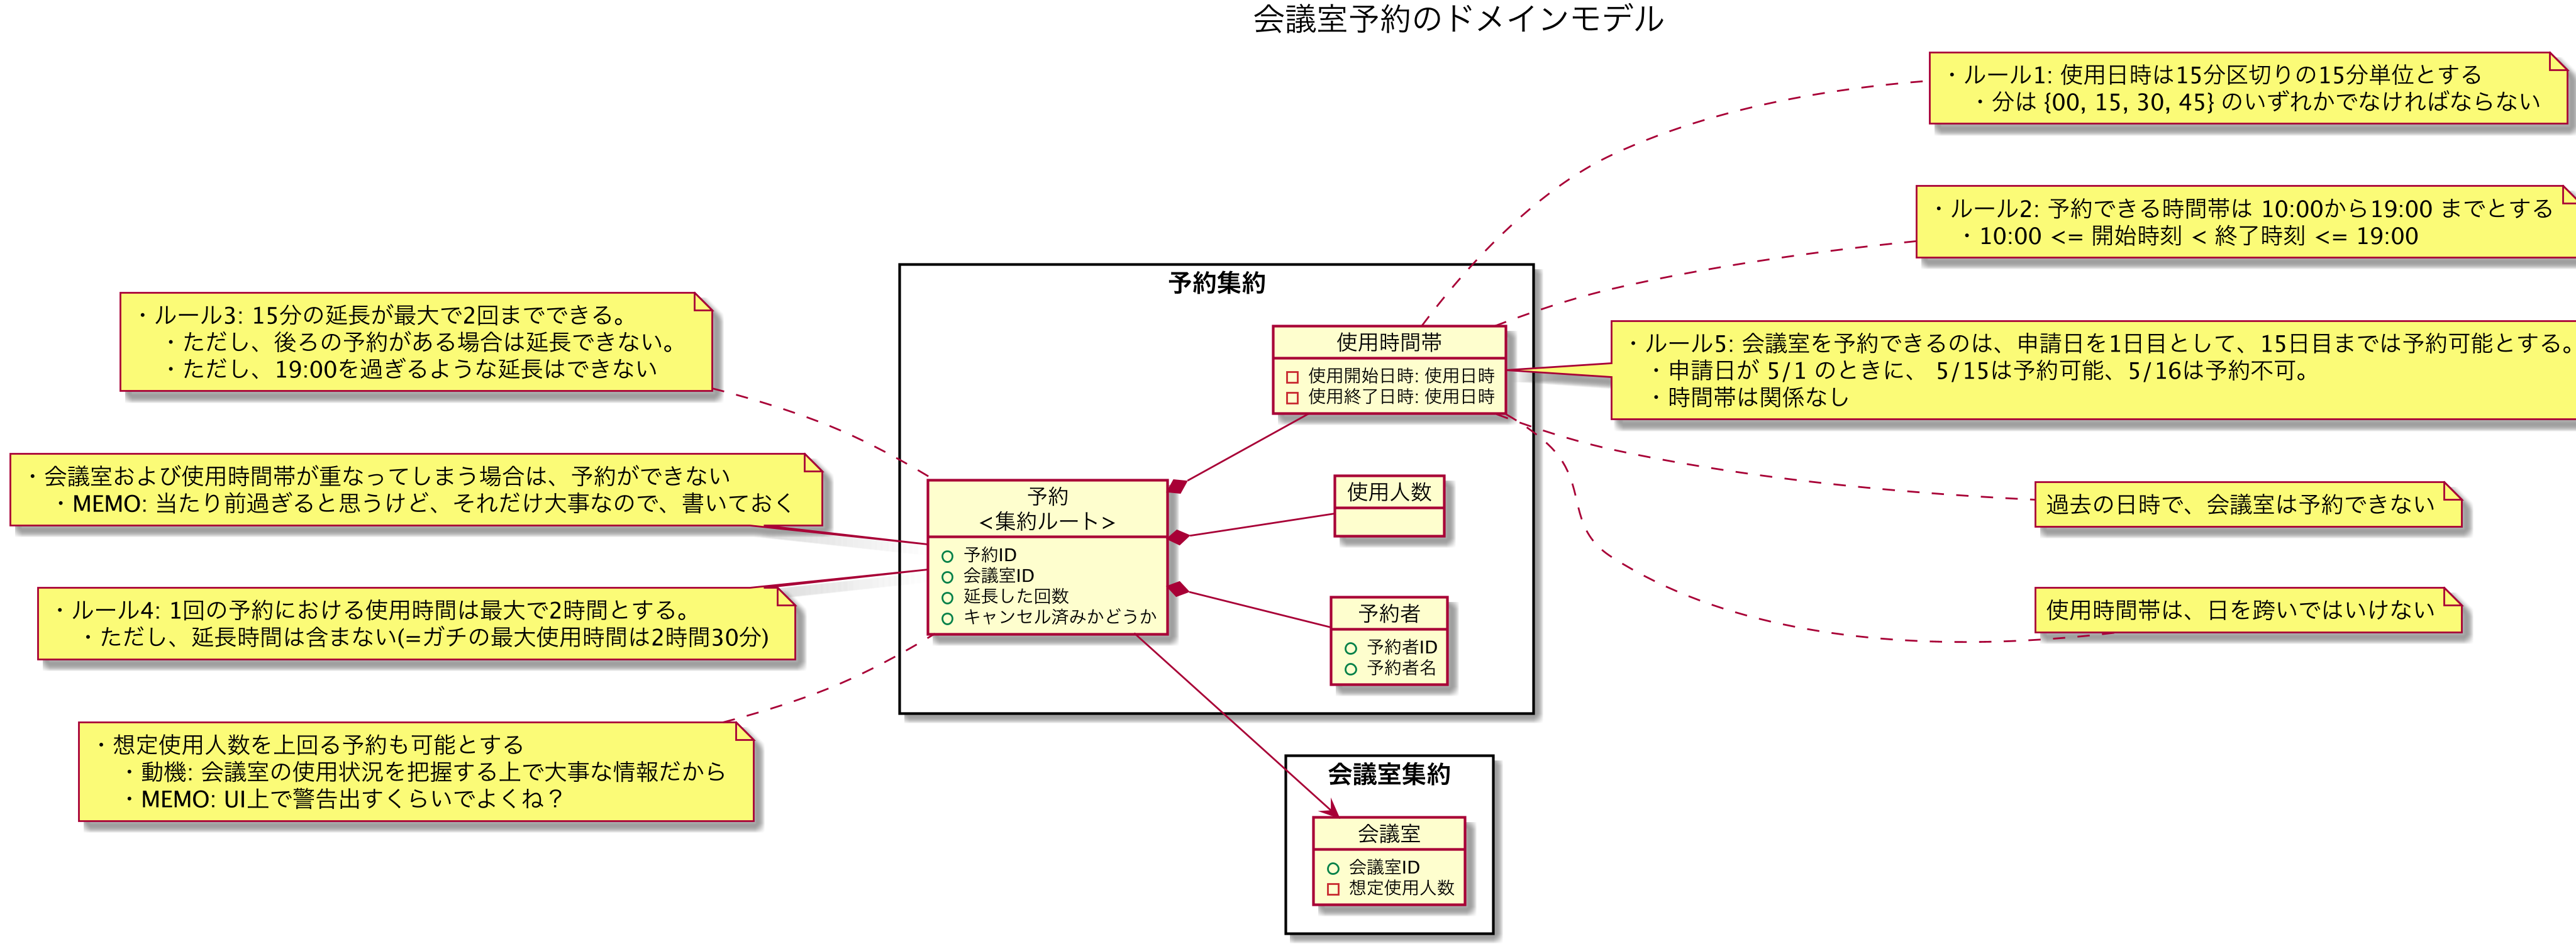 会議室予約のドメインモデル
・ルール1: 使用日時は15分区切りの15分単位とする
・分は {00, 15, 30, 45} のいずれかでなければならない
・ルール2: 予約できる時間帯は 10:00から19:00 までとする
・10:00 <= 開始時刻 < 終了時刻 <= 19:00
予約集約
・ルール3: 15分の延長が最大で2回までできる。
・ただし、後ろの予約がある場合は延長できない。
・ただし、19:00を過ぎるような延長はできない
使用時間帯
使用開始日時: 使用日時
使用終了日時: 使用日時
・ルール5: 会議室を予約できるのは、申請日を1日目として、15日目までは予約可能とする。
・申請日が 5/1 のときに、 5/15は予約可能、5/16は予約不可。
・時間帯は関係なし
・会議室および使用時間帯が重なってしまう場合は、予約ができない
・MEMO: 当たり前過ぎると思うけど、それだけ大事なので、書いておく
予約
<集約ルート>
予約ID
会議室ID
延長した回数
キャンセル済みかどうか
使用人数
過去の日時で、会議室は予約できない
・ルール4: 1回の予約における使用時間は最大で2時間とする。
・ただし、延長時間は含まない(=ガチの最大使用時間は2時間30分)
予約者
予約者ID
予約者名
使用時間帯は、日を跨いではいけない
・想定使用人数を上回る予約も可能とする
・動機: 会議室の使用状況を把握する上で大事な情報だから
・MEMO: UI上で警告出すくらいでよくね？
会議室集約
会議室
会議室ID
想定使用人数